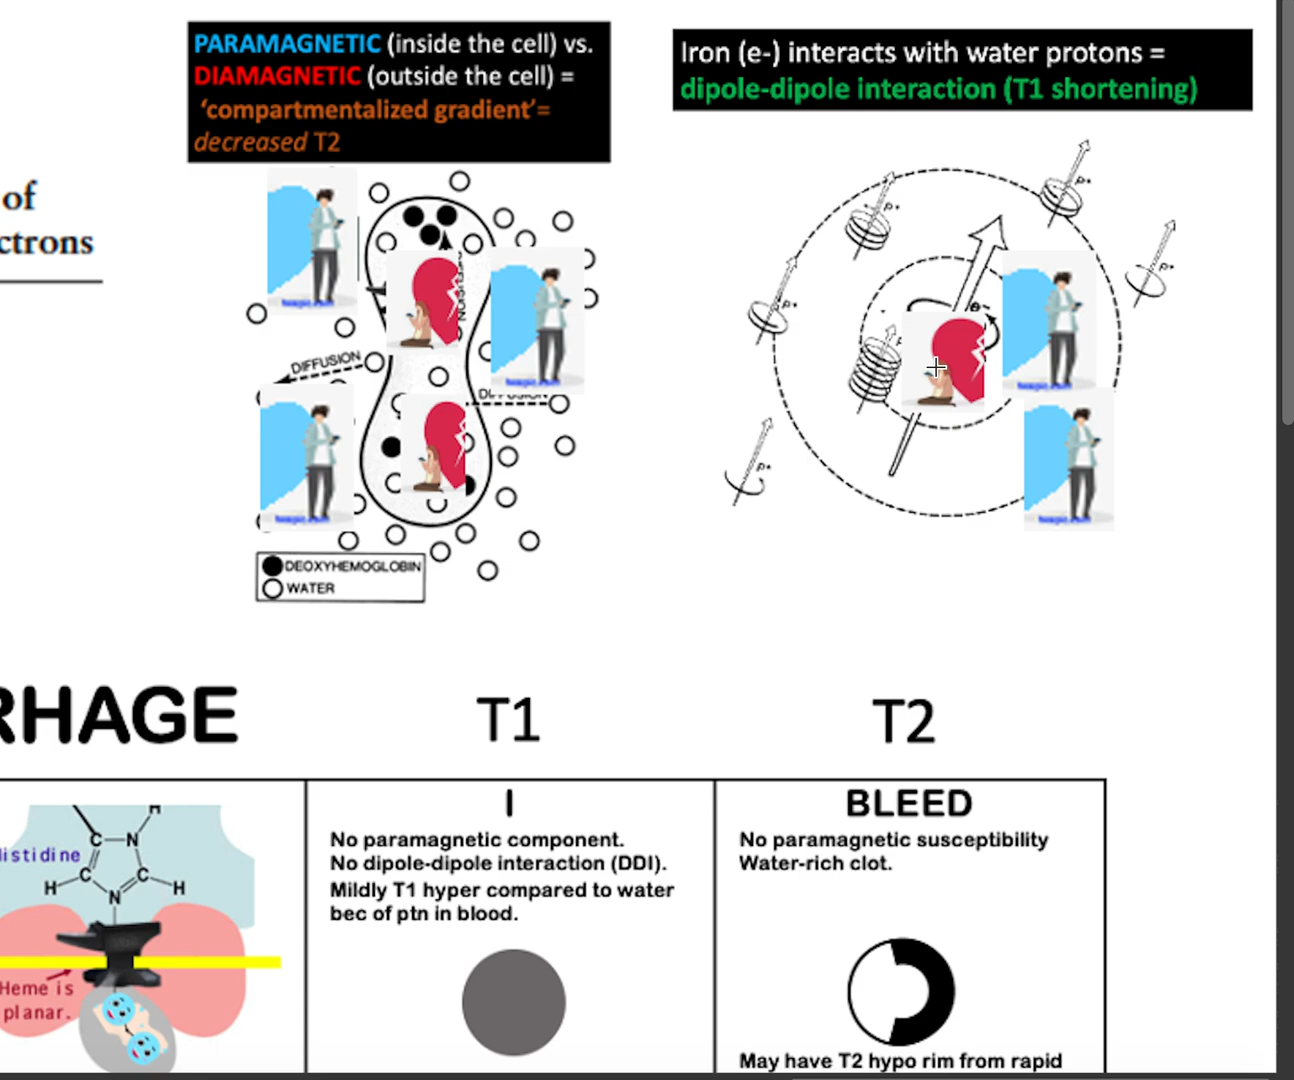 PARAMAGNETIC (inside the cell) vs.
DIAMAGNETIC (outside the cell) =
‘compartmentalized gradient’=
decreased T2
Iron (e-) interacts with water protons =
dipole-dipole interaction (T1 shortening)
of
ctrons
DIFFUSION
DEOXYHEMOGLOBIN
WATER
P+
P+
P+
P+
P+
e-
RHAGE
T1
T2
H
C
N
istidine
C
C
H
H
N
Heme is
planar.
I
No paramagnetic component.
No dipole-dipole interaction (DDI).
Mildly T1 hyper compared to water
bec of ptn in blood.
BLEED
No paramagnetic susceptibility
Water-rich clot.
May have T2 hypo rim from rapid